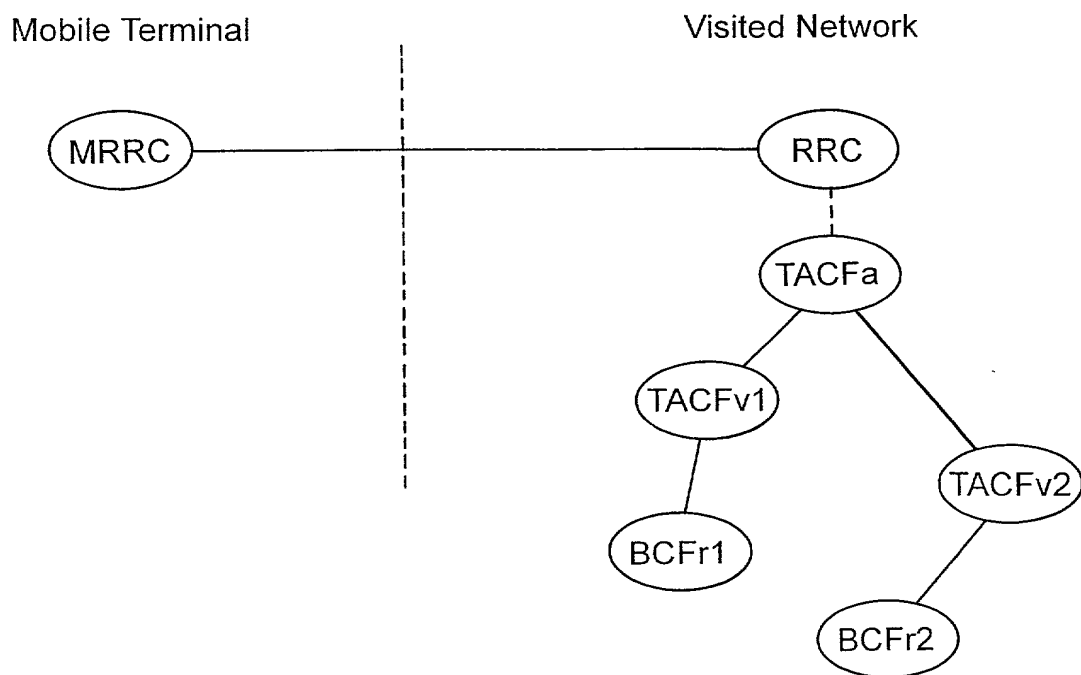 Mobile Terminal
Visited Network
MRRC
RRC
TACFa
TACFv1
TACFv2
BCFr1
BCFr2